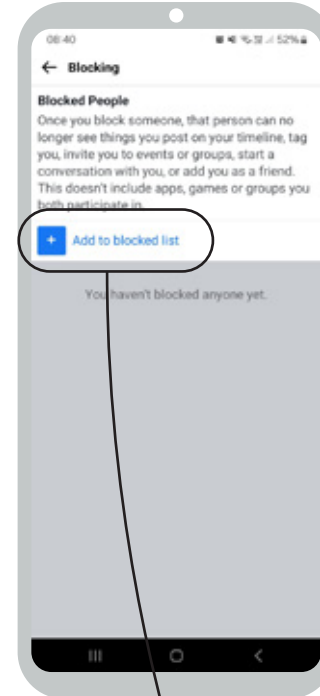 08:40
52%
Blocking
Blocked People
Once you block someone, that person can no
longer see things you post on your timeline, tag
you, invite you to events or groups, start a
conversation with you, or add you as a friend.
This doesn't include apps, games or groups you
both participate in.
+ Add to blocked list
You haven't blocked anyone yet.